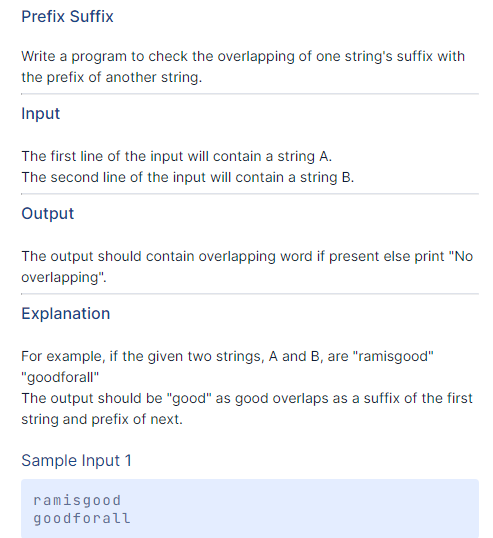 Prefix Suffix
Write a program to check the overlapping of one string's suffix with
the prefix of another string.
Input
The first line of the input will contain a string A.
The second line of the input will contain a string B.
Output
The output should contain overlapping word if present else print "No
overlapping".
Explanation
For example, if the given two strings, A and B, are "ramisgood"
"goodforall"
The output should be "good" as good overlaps as a suffix of the first
string and prefix of next.
Sample Input 1
ramisgood
goodforall